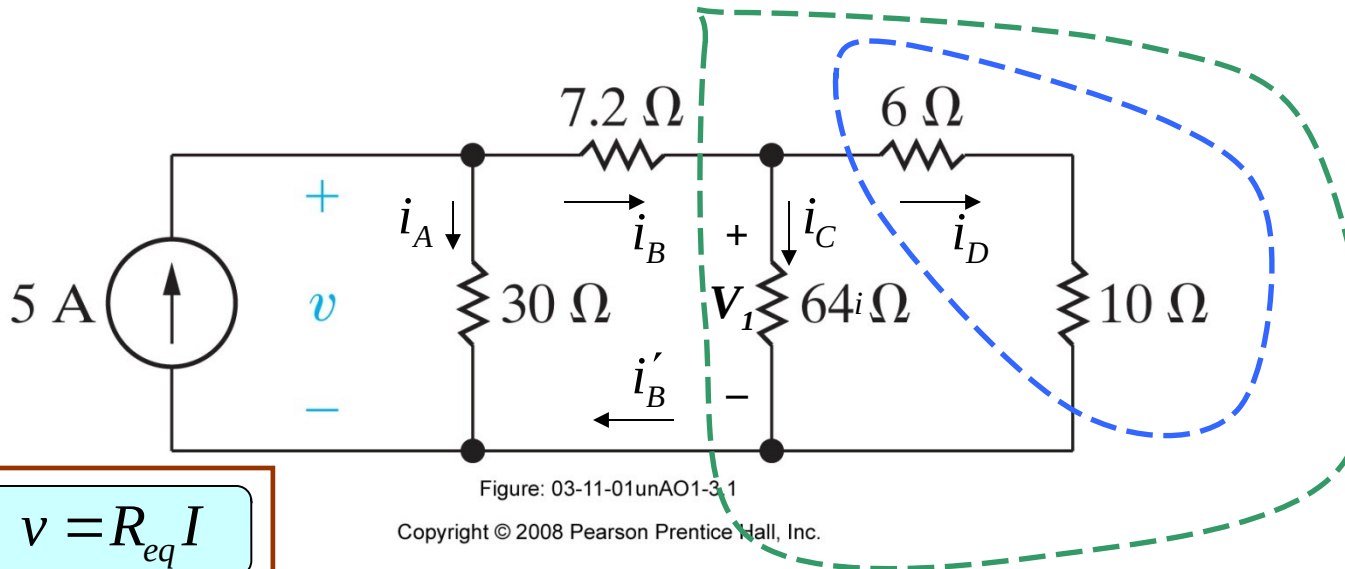 7.2 Ω
6 Ω
+
i_A
i_B
+
i_C
i_D
5 A
v
30 Ω
V_1
64i Ω
10 Ω
i′_B
–
–
Figure: 03-11-01unAO1-3.1
v = R_eq I
Copyright © 2008 Pearson Prentice Hall, Inc.